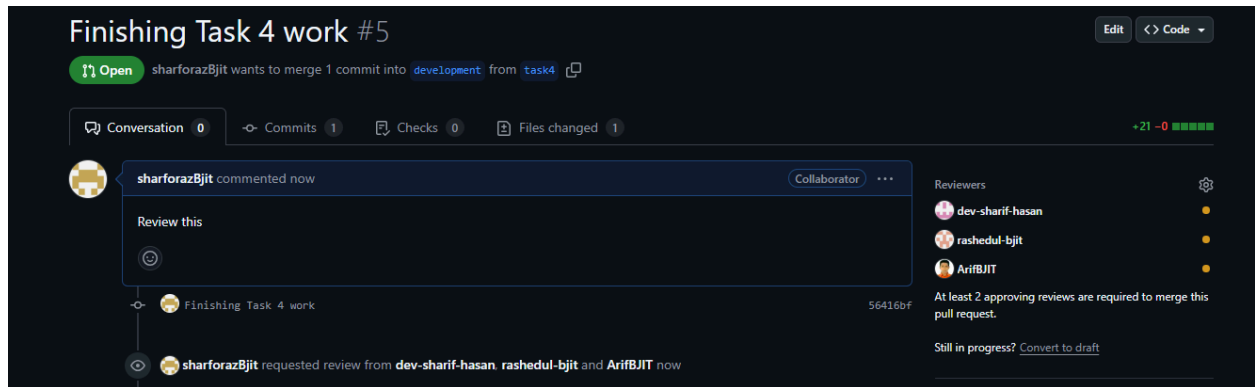 Finishing Task 4 work #5
Edit
<> Code
Open
sharforazBjit wants to merge 1 commit into development from task4
Conversation 0
Commits 1
Checks 0
Files changed 1
+21 −0
sharforazBjit commented now
Collaborator
Review this
Finishing Task 4 work
56416bf
sharforazBjit requested review from dev-sharif-hasan, rashedul-bjit and ArifBJIT now
Reviewers
dev-sharif-hasan
rashedul-bjit
ArifBJIT
At least 2 approving reviews are required to merge this
pull request.
Still in progress? Convert to draft